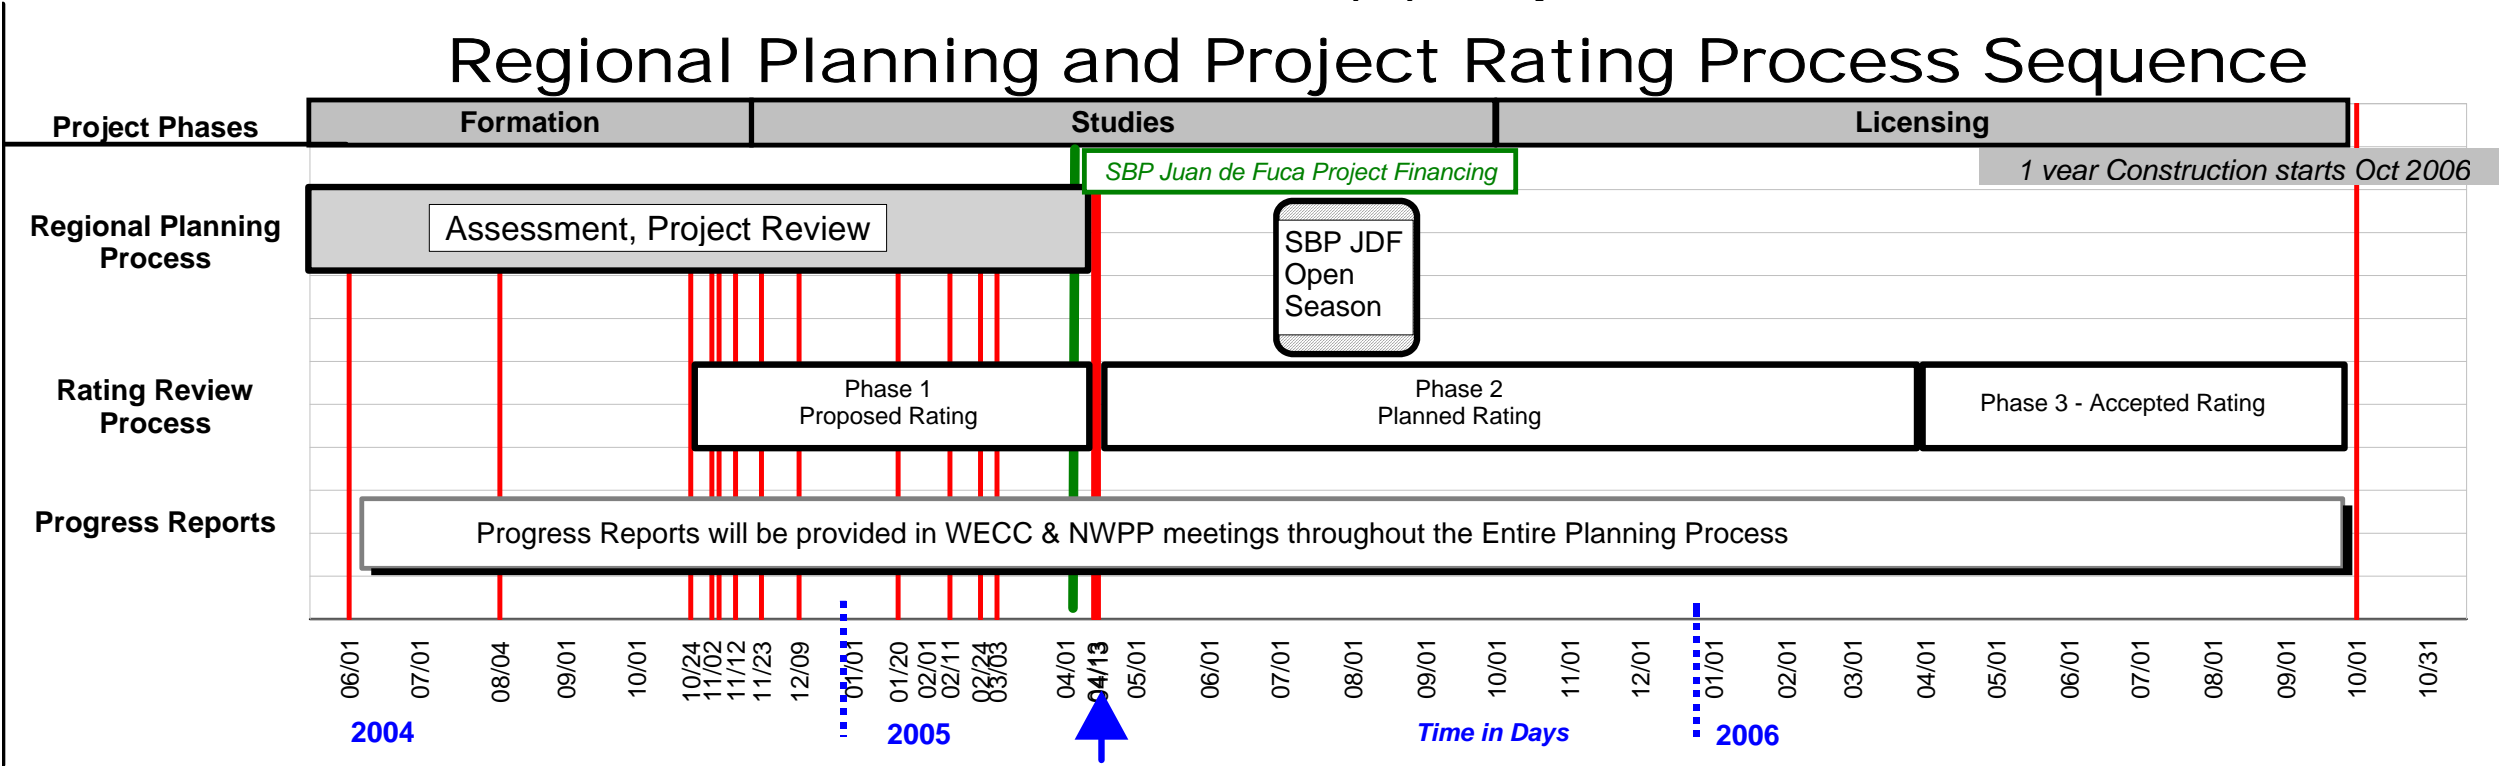 Regional Planning and Project Rating Process Sequence
Project Phases
Formation
Studies
Licensing
SBP Juan de Fuca Project Financing
1 year Construction starts Oct 2006
Regional Planning
Process
Assessment, Project Review
SBP JDF
Open
Season
Rating Review
Process
Phase 1
Proposed Rating
Phase 2
Planned Rating
Phase 3 - Accepted Rating
Progress Reports
Progress Reports will be provided in WECC & NWPP meetings throughout the Entire Planning Process
06/01
07/01
08/04
09/01
10/01
10/24
11/02
11/12
11/23
12/09
01/01
01/20
02/01
02/11
02/24
03/03
04/01
04/13
05/01
06/01
07/01
08/01
09/01
10/01
11/01
12/01
01/01
02/01
03/01
04/01
05/01
06/01
07/01
08/01
09/01
10/01
10/31
2004
2005
Time in Days
2006